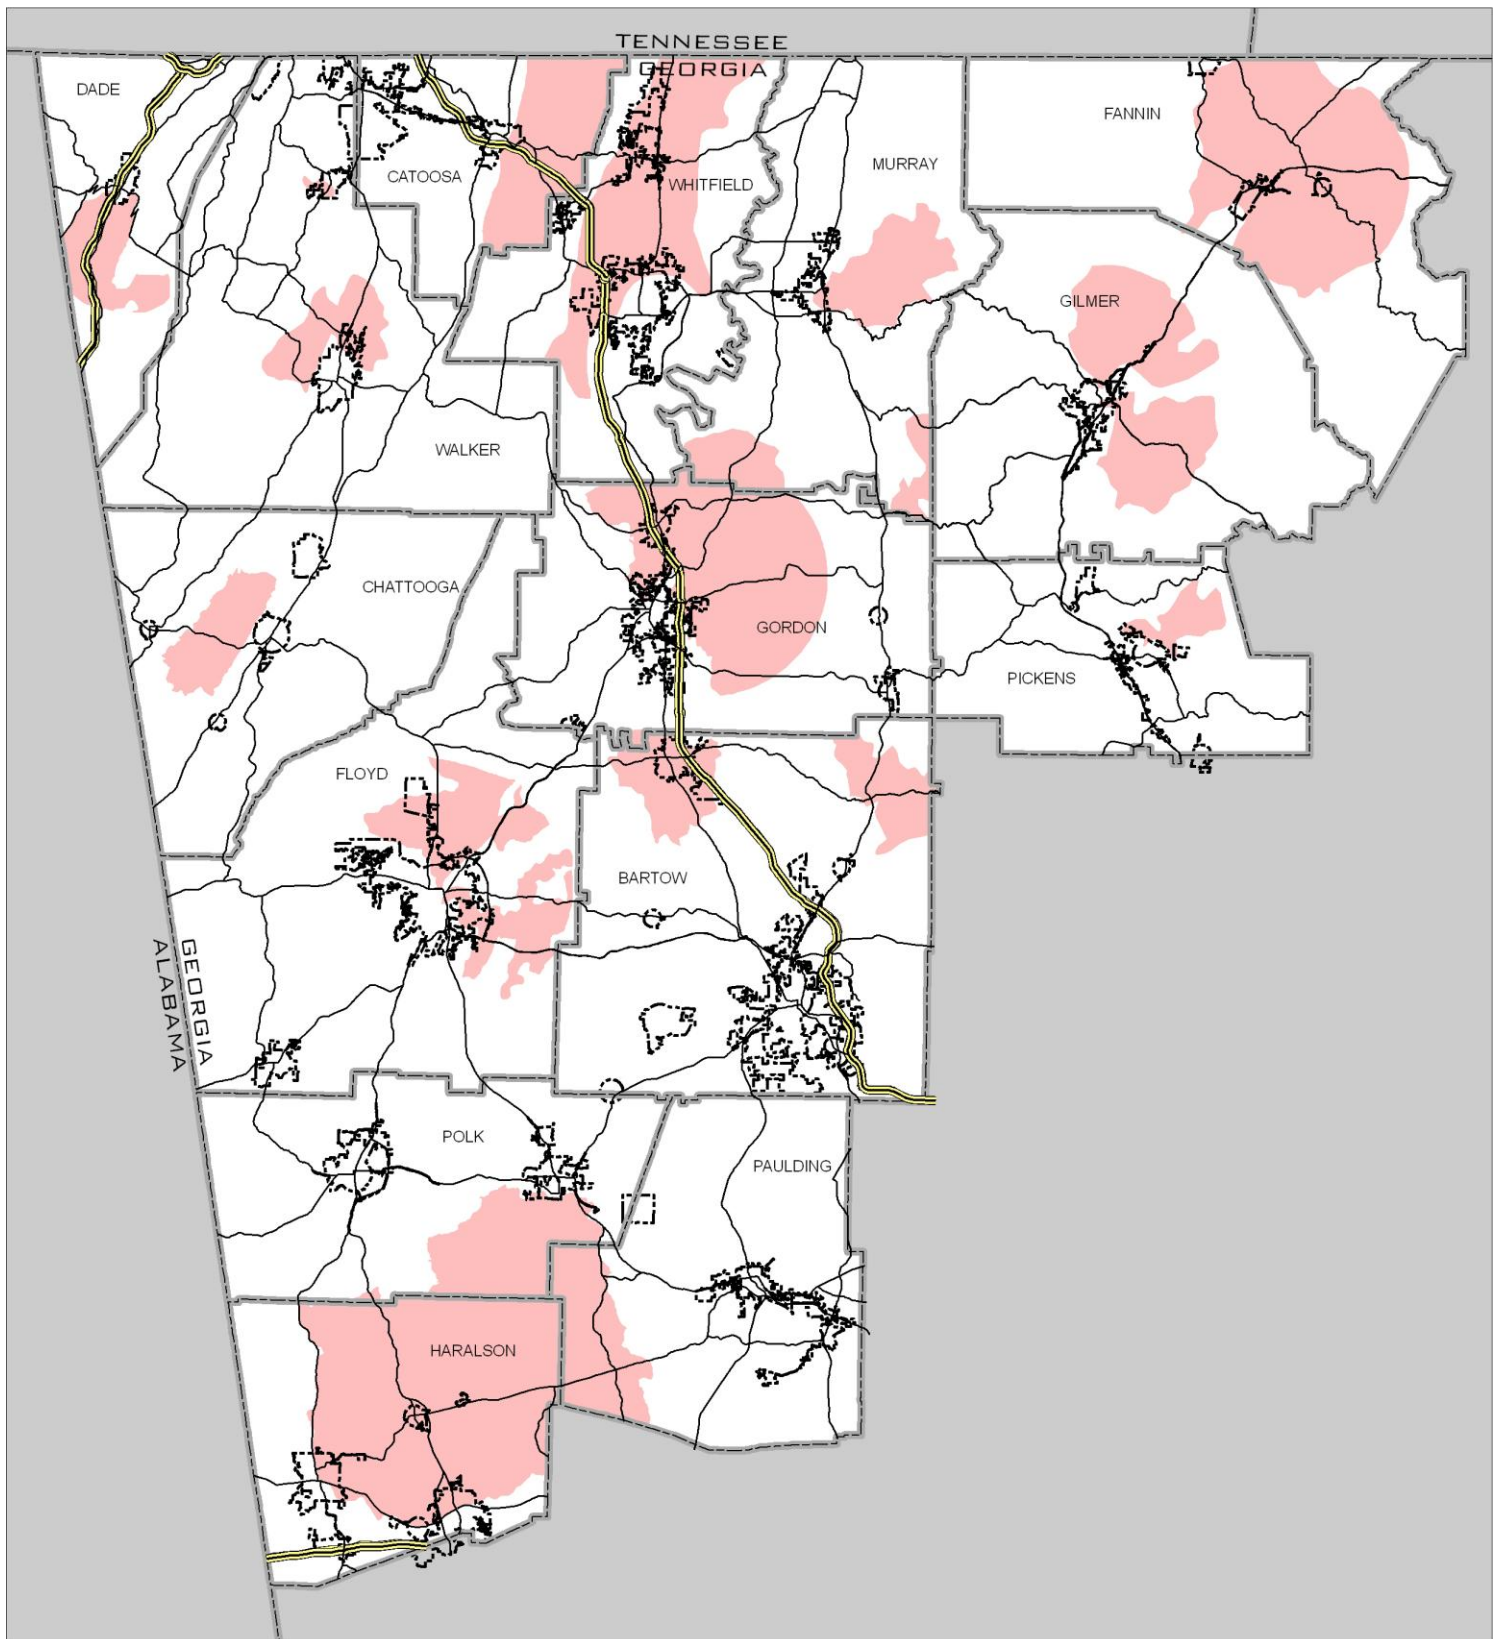 TENNESSEE
GEORGIA
DADE
FANNIN
MURRAY
CATOOSA
WHITFIELD
GILMER
WALKER
CHATTOOGA
GORDON
PICKENS
FLOYD
BARTOW
GEORGIA
ALABAMA
POLK
PAULDING
HARALSON